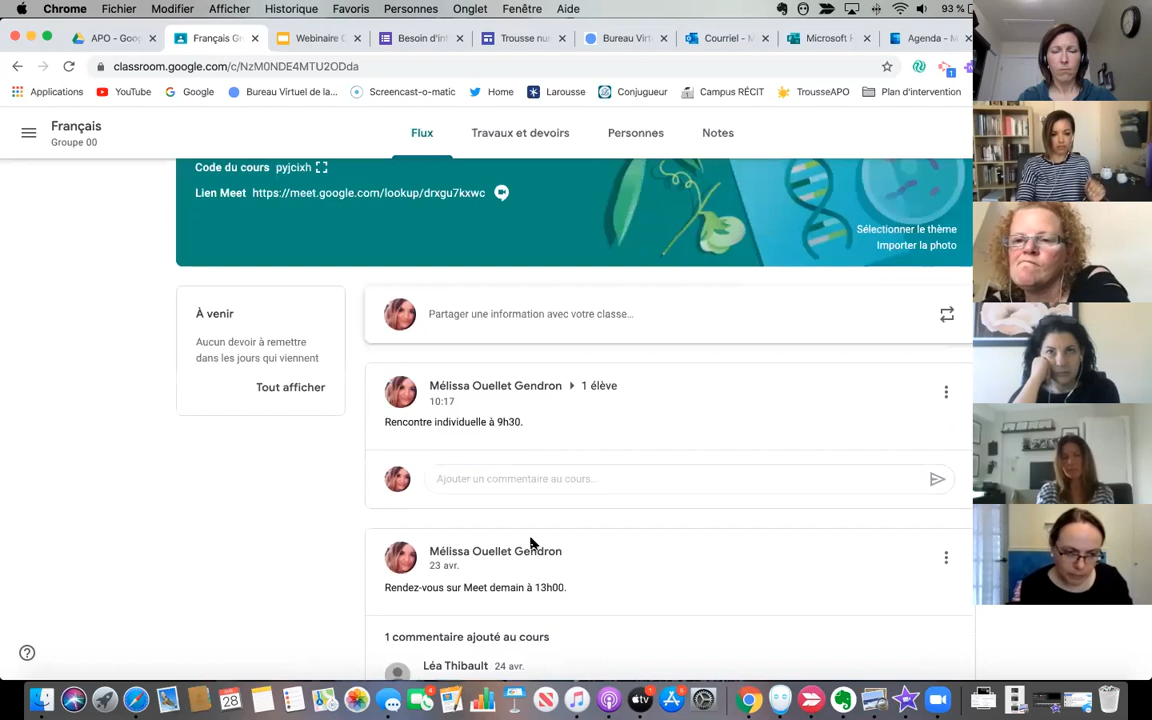 Chrome Fichier Modifier Afficher Historique Favoris Personnes Onglet Fenêtre Aide 93 %
APO - Goog Français Gr Webinaire C Besoin d'in Trousse nu Bureau Virt Courriel - M Microsoft F Agenda - M
classroom.google.com/c/NzM0NDE4MTU2ODda
Applications YouTube Google Bureau Virtuel de la... Screencast-o-matic Home Larousse Conjugueur Campus RÉCIT TrousseAPO Plan d'intervention
Français
Groupe 00
Flux Travaux et devoirs Personnes Notes
Code du cours pyjcixh
Lien Meet https://meet.google.com/lookup/drxgu7kxwc
Sélectionner le thème
Importer la photo
À venir
Aucun devoir à remettre
dans les jours qui viennent
Tout afficher
Partager une information avec votre classe...
Mélissa Ouellet Gendron 1 élève
10:17
Rencontre individuelle à 9h30.
Ajouter un commentaire au cours...
Mélissa Ouellet Gendron
23 avr.
Rendez-vous sur Meet demain à 13h00.
1 commentaire ajouté au cours
Léa Thibault 24 avr.